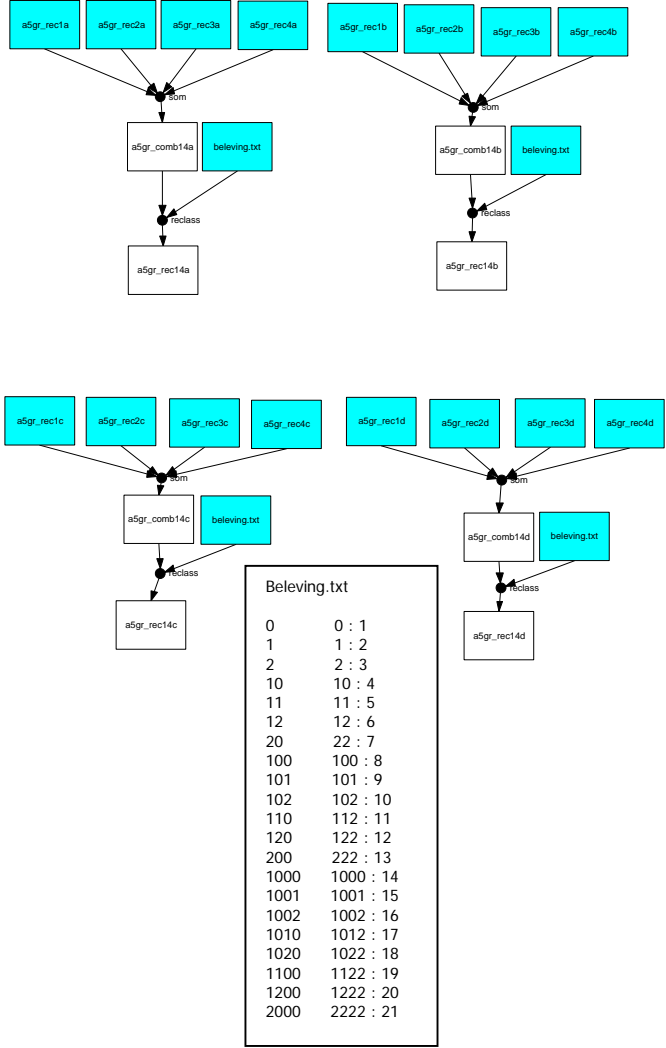 a5gr_rec1a a5gr_rec2a a5gr_rec3a a5gr_rec4a
som
a5gr_comb14a beleving.txt
reclass
a5gr_rec14a
a5gr_rec1b a5gr_rec2b a5gr_rec3b a5gr_rec4b
som
a5gr_comb14b beleving.txt
reclass
a5gr_rec14b
a5gr_rec1c a5gr_rec2c a5gr_rec3c a5gr_rec4c
som
a5gr_comb14c beleving.txt
reclass
a5gr_rec14c
a5gr_rec1d a5gr_rec2d a5gr_rec3d a5gr_rec4d
som
a5gr_comb14d beleving.txt
reclass
a5gr_rec14d
Beleving.txt
0 0 : 1
1 1 : 2
2 2 : 3
10 10 : 4
11 11 : 5
12 12 : 6
20 22 : 7
100 100 : 8
101 101 : 9
102 102 : 10
110 112 : 11
120 122 : 12
200 222 : 13
1000 1000 : 14
1001 1001 : 15
1002 1002 : 16
1010 1012 : 17
1020 1022 : 18
1100 1122 : 19
1200 1222 : 20
2000 2222 : 21